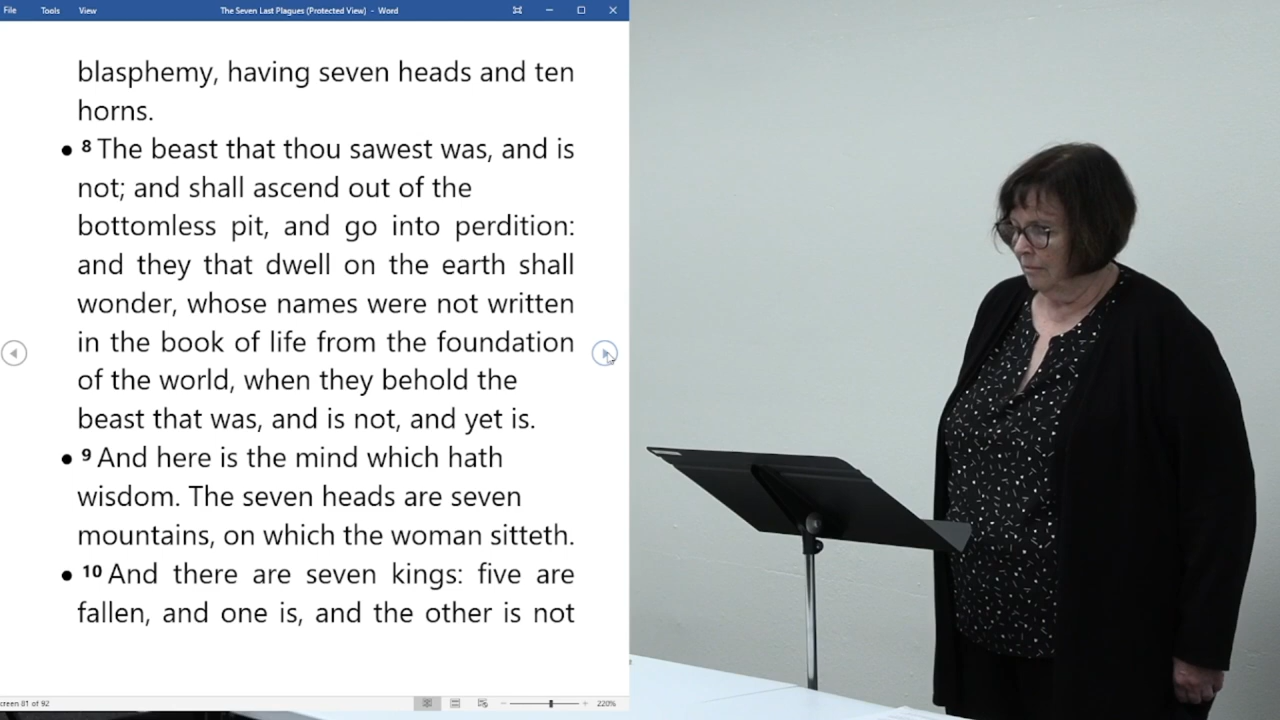 File Tools View The Seven Last Plagues (Protected View) - Word
blasphemy, having seven heads and ten
horns.
• 8 The beast that thou sawest was, and is
not; and shall ascend out of the
bottomless pit, and go into perdition:
and they that dwell on the earth shall
wonder, whose names were not written
in the book of life from the foundation
of the world, when they behold the
beast that was, and is not, and yet is.
• 9 And here is the mind which hath
wisdom. The seven heads are seven
mountains, on which the woman sitteth.
• 10 And there are seven kings: five are
fallen, and one is, and the other is not
creen 81 of 92 220%